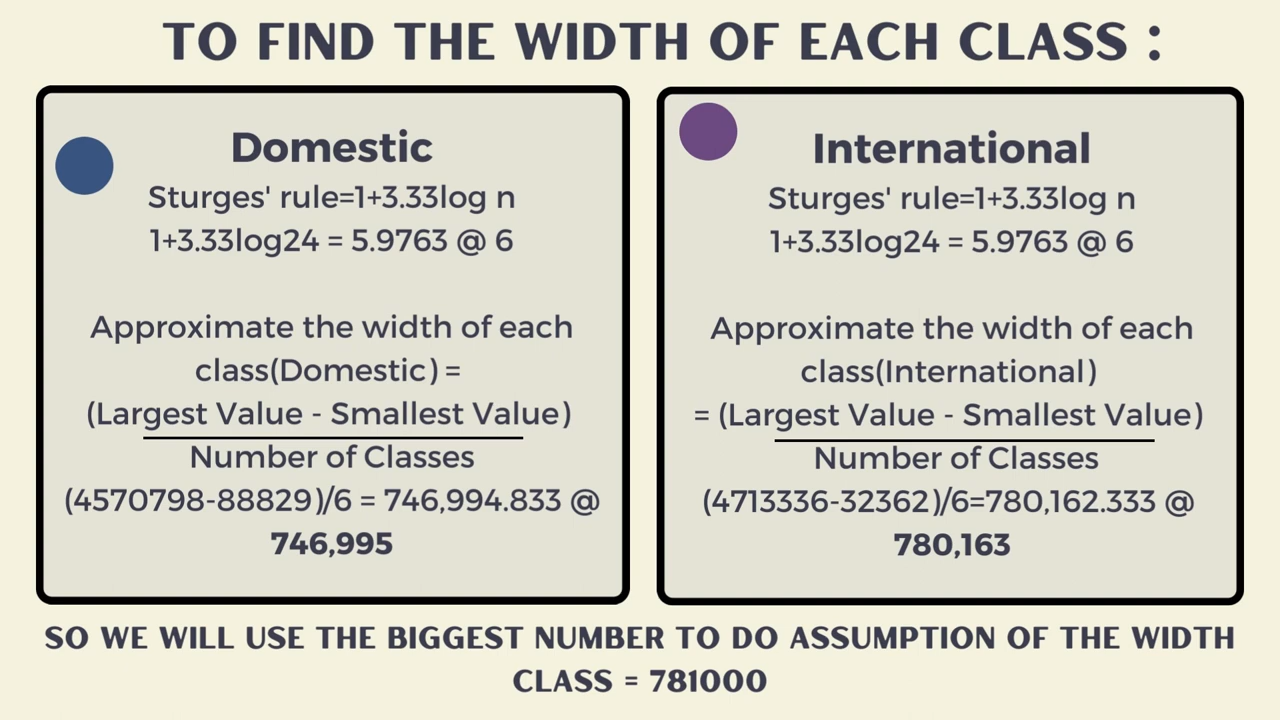 TO FIND THE WIDTH OF EACH CLASS :
Domestic
Sturges' rule=1+3.33log n
1+3.33log24 = 5.9763 @ 6
Approximate the width of each
class(Domestic) =
(Largest Value - Smallest Value)
Number of Classes
(4570798-88829)/6 = 746,994.833 @
746,995
International
Sturges' rule=1+3.33log n
1+3.33log24 = 5.9763 @ 6
Approximate the width of each
class(International)
= (Largest Value - Smallest Value)
Number of Classes
(4713336-32362)/6=780,162.333 @
780,163
SO WE WILL USE THE BIGGEST NUMBER TO DO ASSUMPTION OF THE WIDTH
CLASS = 781000